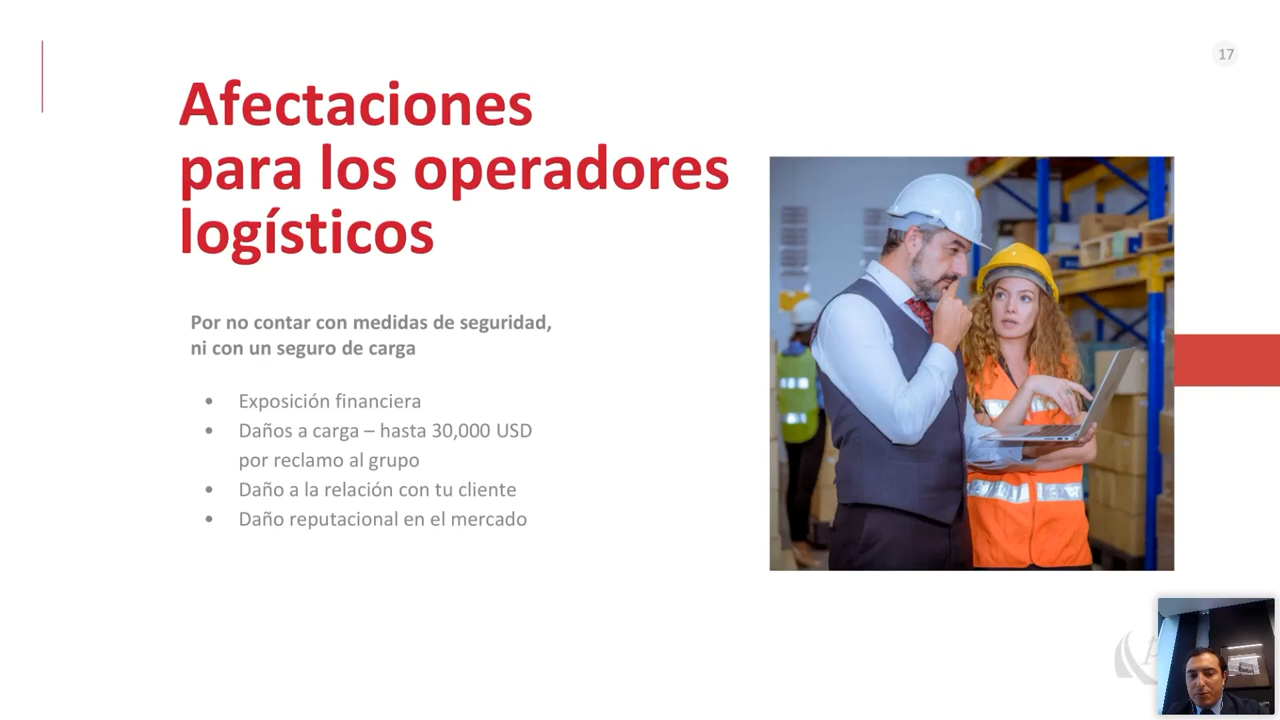 17
Afectaciones
para los operadores
logísticos
Por no contar con medidas de seguridad,
ni con un seguro de carga
• Exposición financiera
• Daños a carga – hasta 30,000 USD
por reclamo al grupo
• Daño a la relación con tu cliente
• Daño reputacional en el mercado